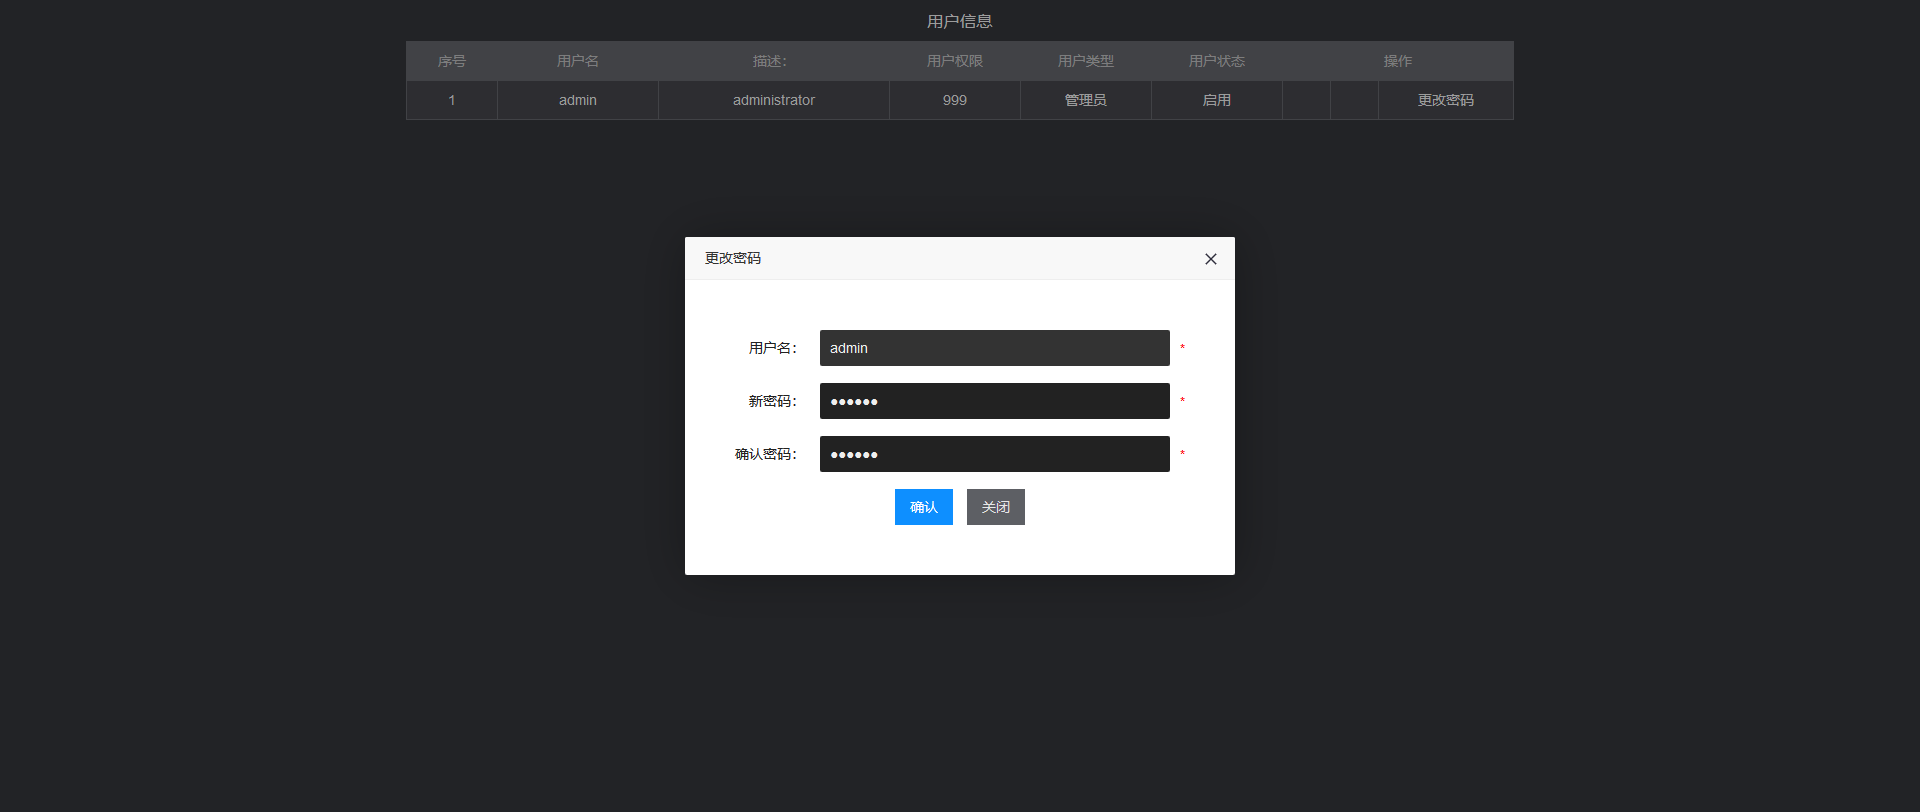 用户信息
序号 用户名 描述: 用户权限 用户类型 用户状态 操作
1 admin administrator 999 管理员 启用 更改密码
更改密码
用户名: admin *
新密码: ●●●●●● *
确认密码: ●●●●●● *
确认 关闭